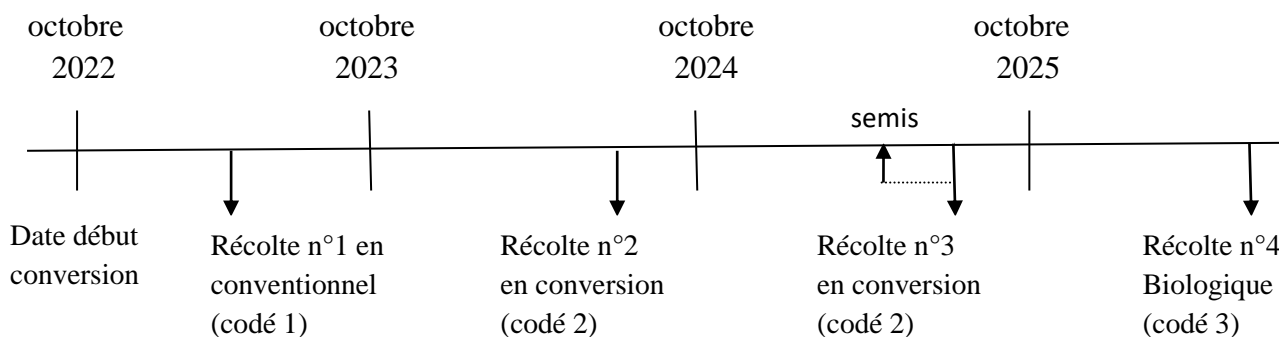 octobre
2022
octobre
2023
octobre
2024
octobre
2025
semis
Date début
conversion
Récolte n°1 en
conventionnel
(codé 1)
Récolte n°2
en conversion
(codé 2)
Récolte n°3
en conversion
(codé 2)
Récolte n°4
Biologique
(codé 3)